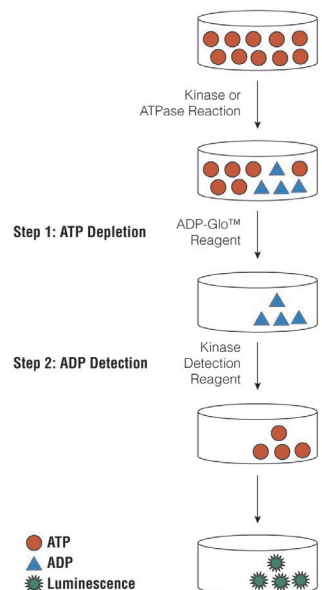 Kinase or
ATPase Reaction
Step 1: ATP Depletion
ADP-Glo™
Reagent
Step 2: ADP Detection
Kinase
Detection
Reagent
ATP
ADP
Luminescence